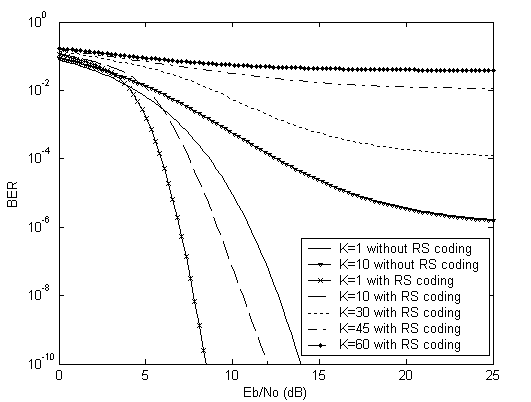 10^0
10^-2
10^-4
10^-6
10^-8
10^-10
BER
K=1 without RS coding
K=10 without RS coding
K=1 with RS coding
K=10 with RS coding
K=30 with RS coding
K=45 with RS coding
K=60 with RS coding
0 5 10 15 20 25
Eb/No (dB)